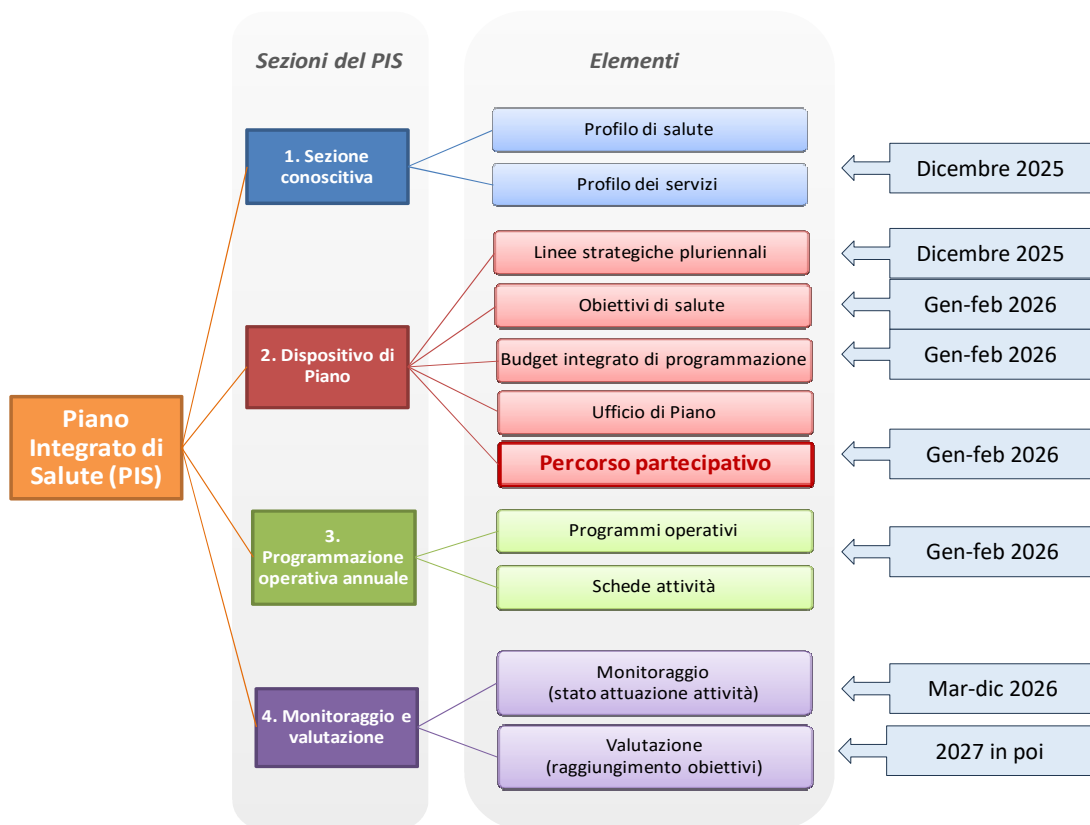 Sezioni del PIS
Elementi
Piano
Integrato di
Salute (PIS)
1. Sezione
conoscitiva
Profilo di salute
Profilo dei servizi
Dicembre 2025
2. Dispositivo di
Piano
Linee strategiche pluriennali
Dicembre 2025
Obiettivi di salute
Gen-feb 2026
Budget integrato di programmazione
Gen-feb 2026
Ufficio di Piano
Percorso partecipativo
Gen-feb 2026
3.
Programmazione
operativa annuale
Programmi operativi
Schede attività
Gen-feb 2026
4. Monitoraggio e
valutazione
Monitoraggio
(stato attuazione attività)
Mar-dic 2026
Valutazione
(raggiungimento obiettivi)
2027 in poi